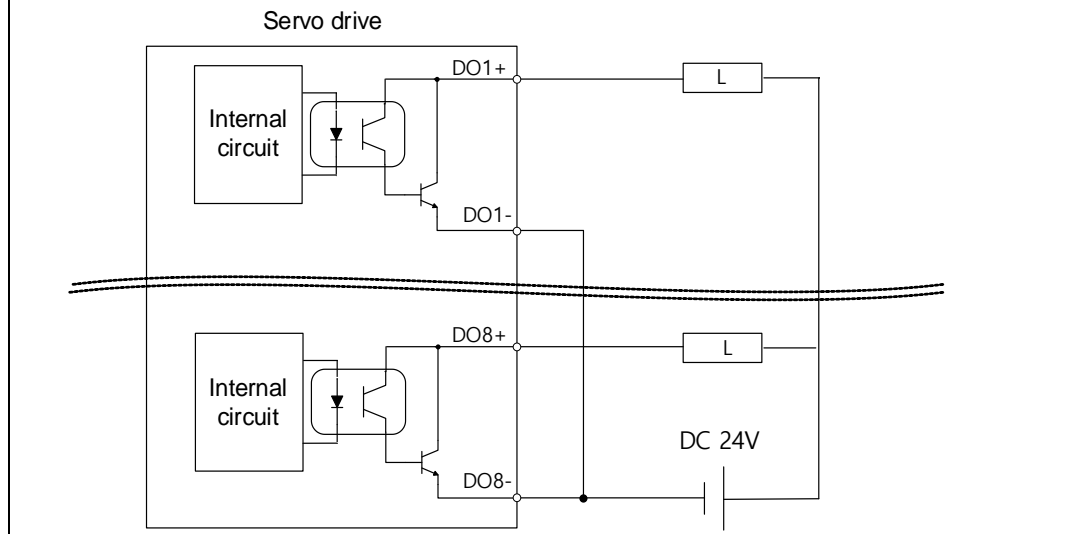 Servo drive
DO1+
L
Internal
circuit
DO1-
DO8+
L
Internal
circuit
DC 24V
DO8-